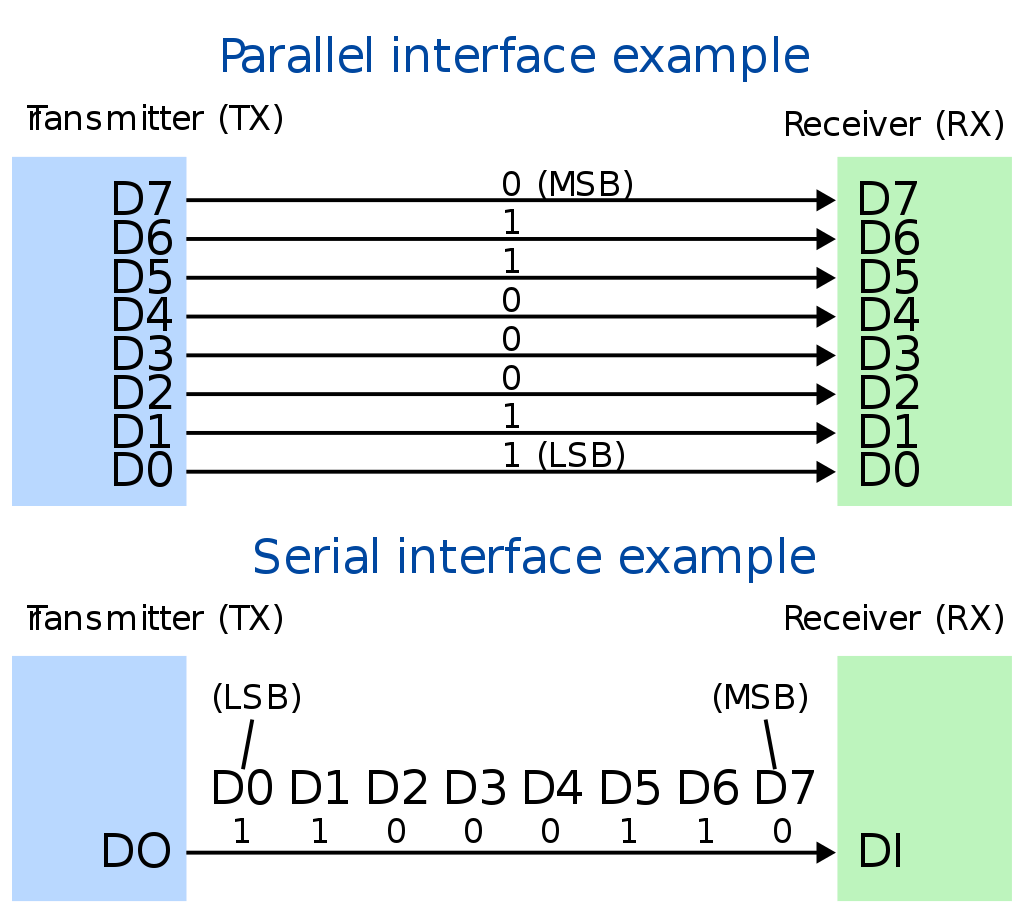 Parallel interface example
Transmitter (TX) Receiver (RX)
D7 0 (MSB) D7
D6 1 D6
D5 1 D5
D4 0 D4
D3 0 D3
D2 0 D2
D1 1 D1
D0 1 (LSB) D0
Serial interface example
Transmitter (TX) Receiver (RX)
(LSB) (MSB)
D0 D1 D2 D3 D4 D5 D6 D7
1 1 0 0 0 1 1 0
DO DI